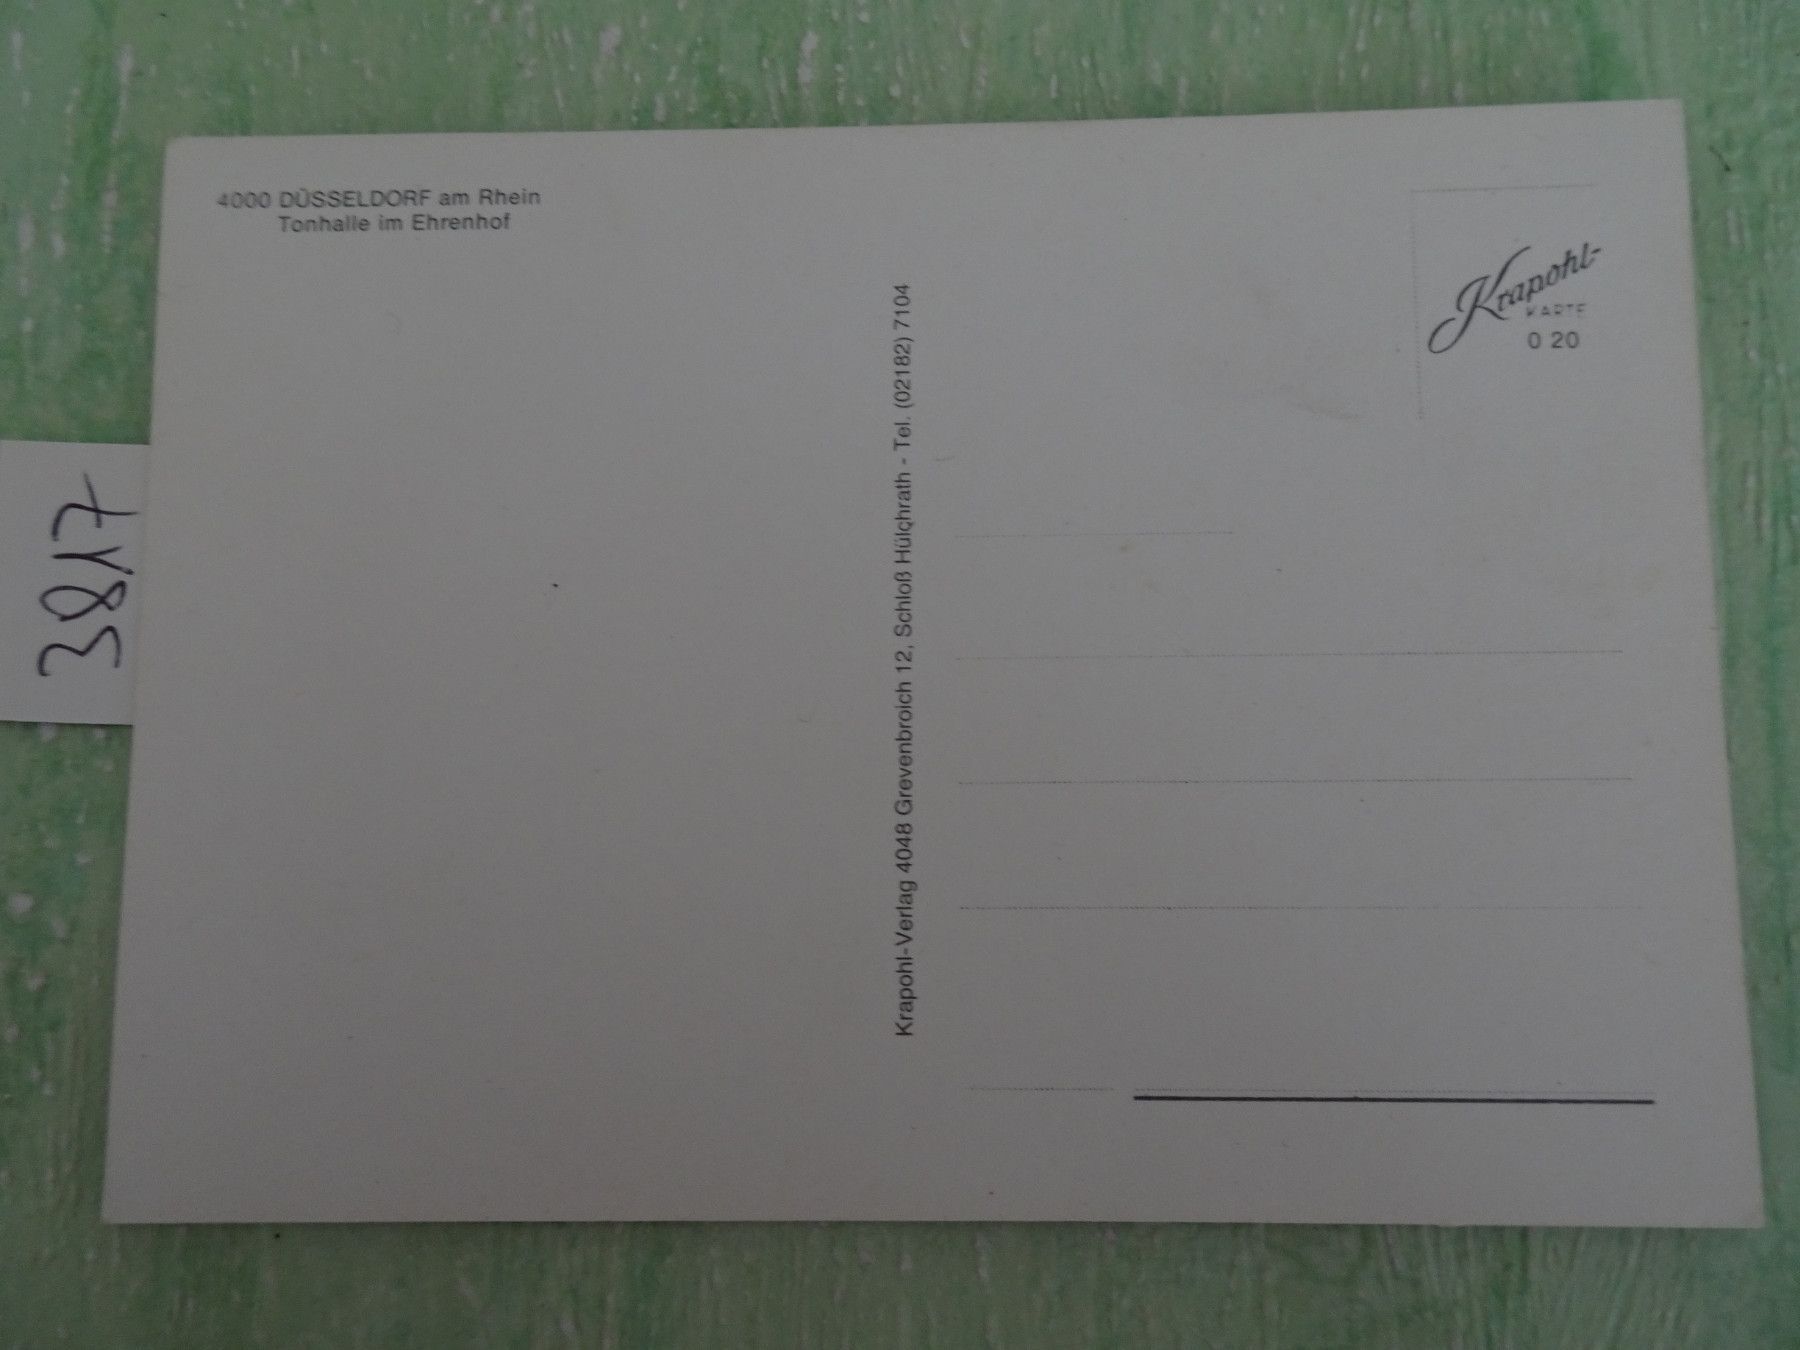 4000 DÜSSELDORF am Rhein
Tonhalle im Ehrenhof
Krapohl-Verlag 4048 Grevenbroich 12, Schloß Hülchrath - Tel. (02182) 7104
Krapohl-
KARTE
0 20
3817